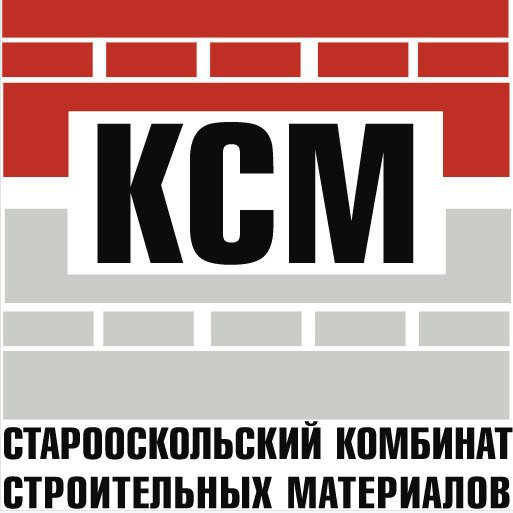 КСМ
СТАРООСКОЛЬСКИЙ КОМБИНАТ
СТРОИТЕЛЬНЫХ МАТЕРИАЛОВ